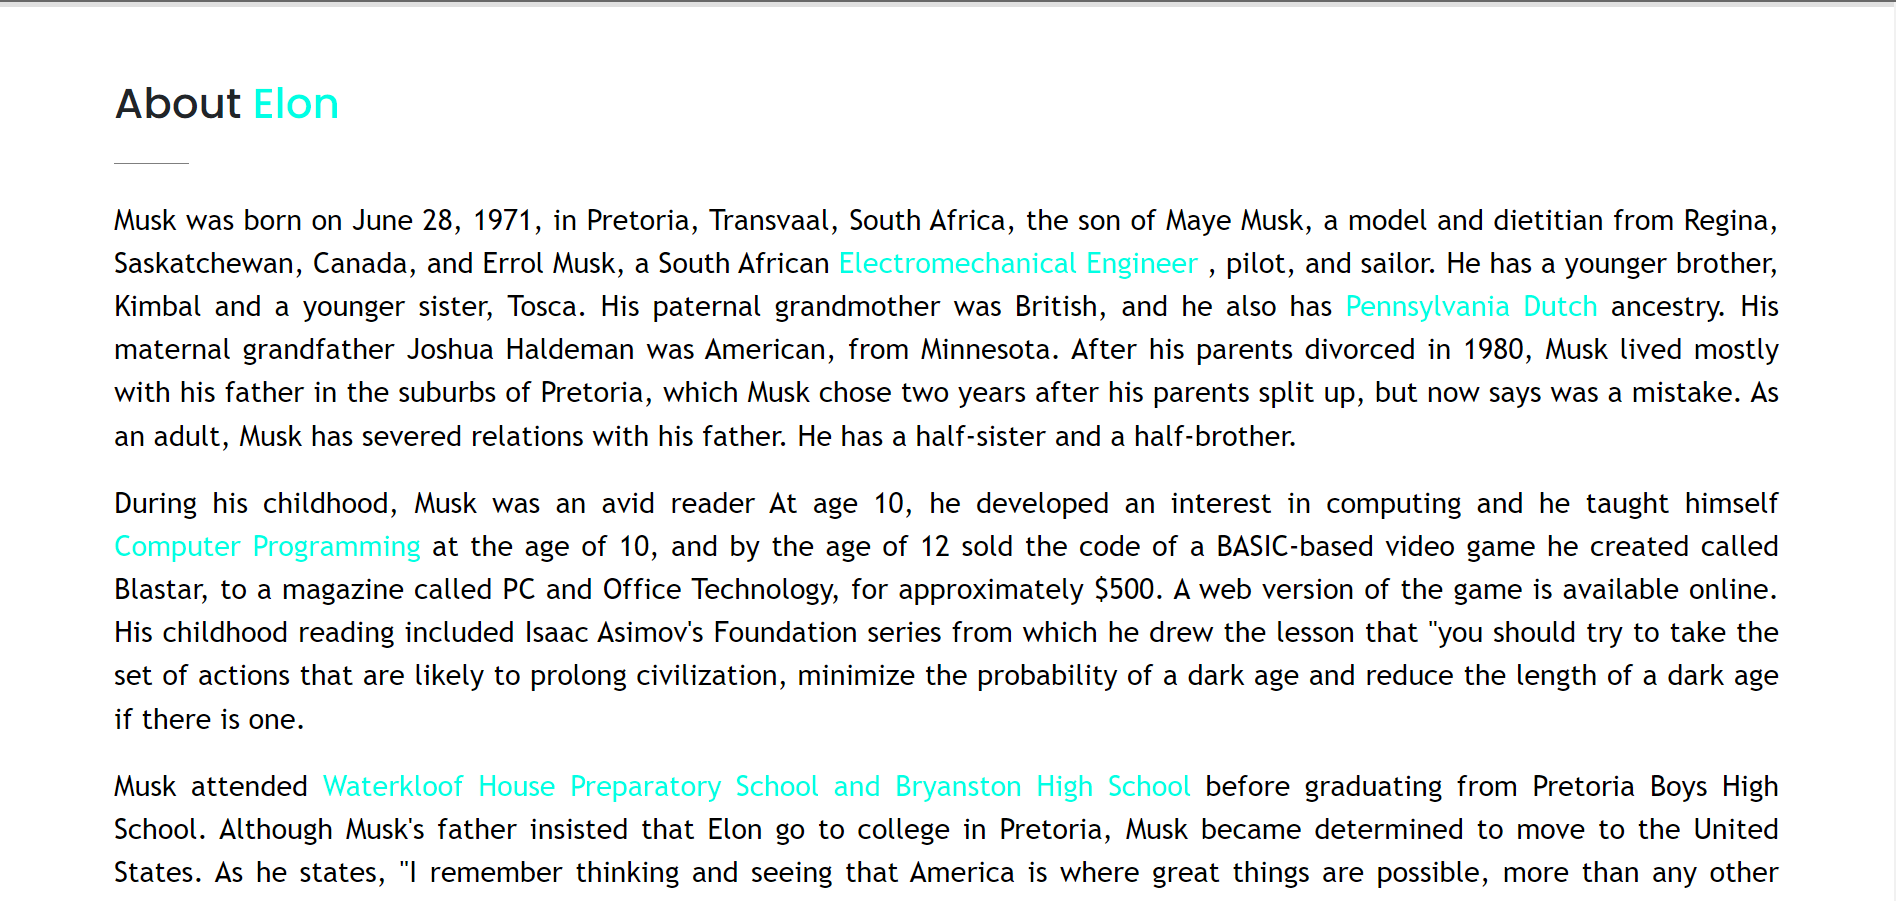 About Elon
Musk was born on June 28, 1971, in Pretoria, Transvaal, South Africa, the son of Maye Musk, a model and dietitian from Regina,
Saskatchewan, Canada, and Errol Musk, a South African Electromechanical Engineer , pilot, and sailor. He has a younger brother,
Kimbal and a younger sister, Tosca. His paternal grandmother was British, and he also has Pennsylvania Dutch ancestry. His
maternal grandfather Joshua Haldeman was American, from Minnesota. After his parents divorced in 1980, Musk lived mostly
with his father in the suburbs of Pretoria, which Musk chose two years after his parents split up, but now says was a mistake. As
an adult, Musk has severed relations with his father. He has a half-sister and a half-brother.
During his childhood, Musk was an avid reader At age 10, he developed an interest in computing and he taught himself
Computer Programming at the age of 10, and by the age of 12 sold the code of a BASIC-based video game he created called
Blastar, to a magazine called PC and Office Technology, for approximately $500. A web version of the game is available online.
His childhood reading included Isaac Asimov's Foundation series from which he drew the lesson that "you should try to take the
set of actions that are likely to prolong civilization, minimize the probability of a dark age and reduce the length of a dark age
if there is one.
Musk attended Waterkloof House Preparatory School and Bryanston High School before graduating from Pretoria Boys High
School. Although Musk's father insisted that Elon go to college in Pretoria, Musk became determined to move to the United
States. As he states, "I remember thinking and seeing that America is where great things are possible, more than any other